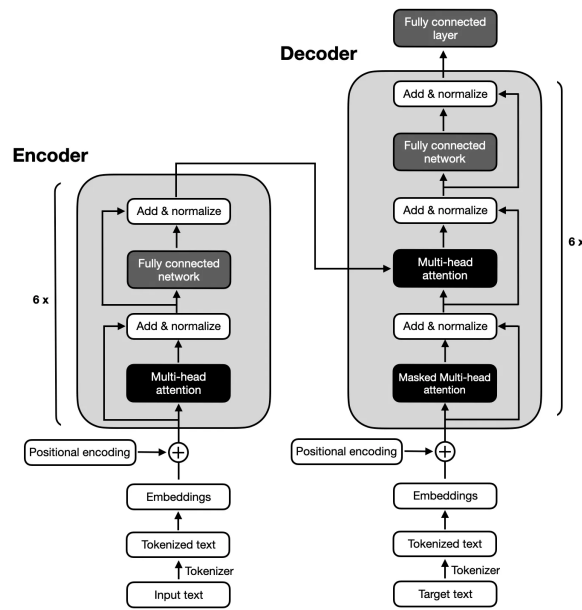 Fully connected
layer
Decoder
Add & normalize
Fully connected
network
Encoder
Add & normalize
Add & normalize
Fully connected
network
Multi-head
attention
6 x
6 x
Add & normalize
Add & normalize
Multi-head
attention
Masked Multi-head
attention
Positional encoding
Positional encoding
Embeddings
Embeddings
Tokenized text
Tokenized text
Tokenizer
Tokenizer
Input text
Target text